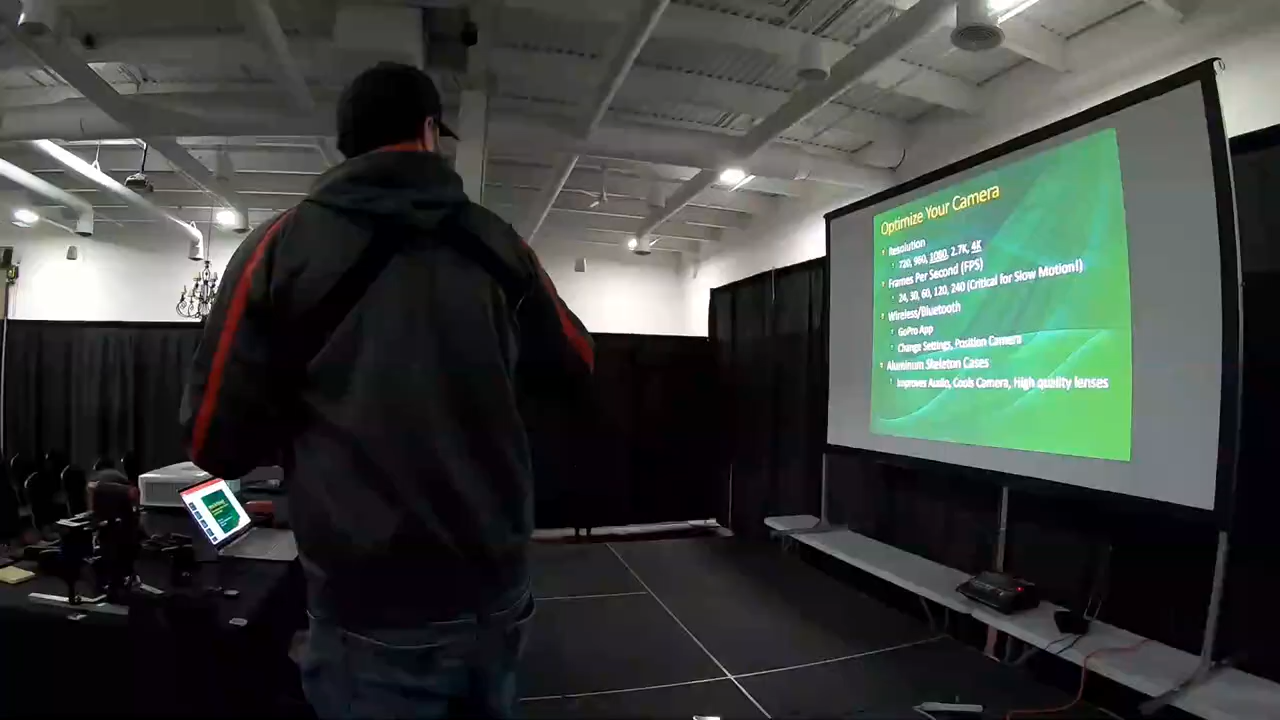 Optimize Your Camera
Resolution
720, 960, 1080, 2.7K, 4K
Frames Per Second (FPS)
24, 30, 60, 120, 240 (Critical for Slow Motion!)
Wireless/Bluetooth
GoPro App
Change Settings, Position Camera
Aluminum Skeleton Cases
Improves Audio, Cools Camera, High quality lenses